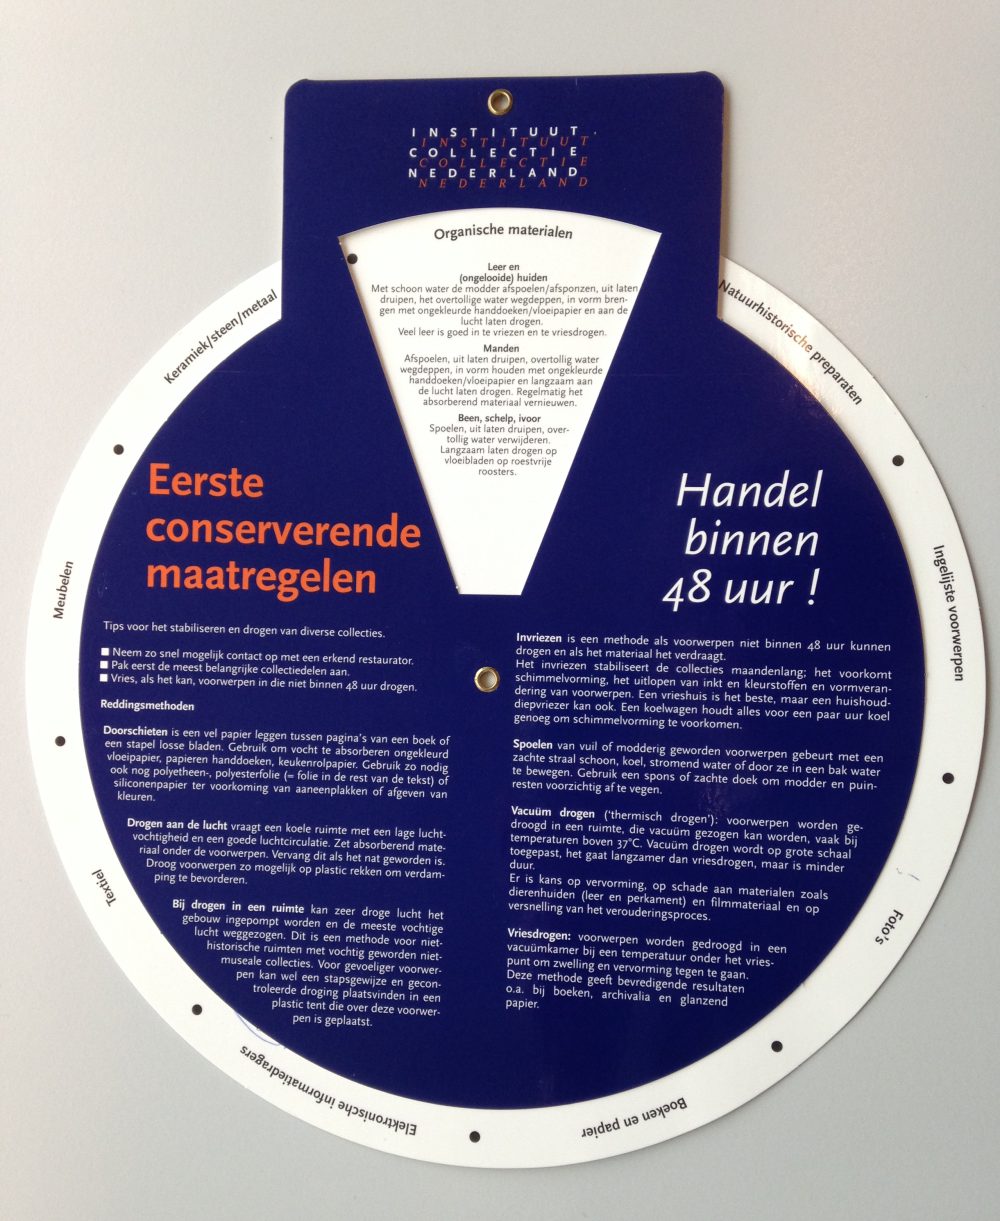 INSTITUUT
INSTITUUT
COLLECTIE
COLLECTIE
NEDERLAND
NEDERLAND
Organische materialen
Leer en
(ongelooide) huiden
Met schoon water de modder afspoelen/afsponzen, uit laten
druipen, het overtollige water wegdeppen, in vorm bren-
gen met ongekleurde handdoeken/vloeipapier en aan de
lucht laten drogen.
Veel leer is goed in te vriezen en te vriesdrogen.
Manden
Afspoelen, uit laten druipen, overtollig water
wegdeppen, in vorm houden met ongekleurde
handdoeken/vloeipapier en langzaam aan
de lucht laten drogen. Regelmatig het
absorberend materiaal vernieuwen.
Been, schelp, ivoor
Spoelen, uit laten druipen, over-
tollig water verwijderen.
Langzaam laten drogen op
vloeibladen op roestvrije
roosters.
Keramiek/steen/metaal
Natuurhistorische preparaten
Meubelen
Ingelijste voorwerpen
Textiel
Foto's
Elektronische informatiedragers
Boeken en papier
Eerste
conserverende
maatregelen
Handel
binnen
48 uur !
Tips voor het stabiliseren en drogen van diverse collecties.
■ Neem zo snel mogelijk contact op met een erkend restaurator.
■ Pak eerst de meest belangrijke collectiedelen aan.
■ Vries, als het kan, voorwerpen in die niet binnen 48 uur drogen.
Reddingsmethoden
Doorschieten is een vel papier leggen tussen pagina's van een boek of
een stapel losse bladen. Gebruik om vocht te absorberen ongekleurd
vloeipapier, papieren handdoeken, keukenrolpapier. Gebruik zo nodig
ook nog polyetheen-, polyesterfolie (= folie in de rest van de tekst) of
siliconenpapier ter voorkoming van aaneenplakken of afgeven van
kleuren.
Drogen aan de lucht vraagt een koele ruimte met een lage lucht-
vochtigheid en een goede luchtcirculatie. Zet absorberend mate-
riaal onder de voorwerpen. Vervang dit als het nat geworden is.
Droog voorwerpen zo mogelijk op plastic rekken om verdam-
ping te bevorderen.
Bij drogen in een ruimte kan zeer droge lucht het
gebouw ingepompt worden en de meeste vochtige
lucht weggezogen. Dit is een methode voor niet-
historische ruimten met vochtig geworden niet-
museale collecties. Voor gevoeliger voorwer-
pen kan wel een stapsgewijze en gecon-
troleerde droging plaatsvinden in een
plastic tent die over deze voorwer-
pen is geplaatst.
Invriezen is een methode als voorwerpen niet binnen 48 uur kunnen
drogen en als het materiaal het verdraagt.
Het invriezen stabiliseert de collecties maandenlang; het voorkomt
schimmelvorming, het uitlopen van inkt en kleurstoffen en vormveran-
dering van voorwerpen. Een vrieshuis is het beste, maar een huishoud-
diepvriezer kan ook. Een koelwagen houdt alles voor een paar uur koel
genoeg om schimmelvorming te voorkomen.
Spoelen van vuil of modderig geworden voorwerpen gebeurt met een
zachte straal schoon, koel, stromend water of door ze in een bak water
te bewegen. Gebruik een spons of zachte doek om modder en puin-
resten voorzichtig af te vegen.
Vacuüm drogen ('thermisch drogen'): voorwerpen worden ge-
droogd in een ruimte, die vacuüm gezogen kan worden, vaak bij
temperaturen boven 37°C. Vacuüm drogen wordt op grote schaal
toegepast, het gaat langzamer dan vriesdrogen, maar is minder
duur.
Er is kans op vervorming, op schade aan materialen zoals
dierenhuiden (leer en perkament) en filmmateriaal en op
versnelling van het verouderingsproces.
Vriesdrogen: voorwerpen worden gedroogd in een
vacuümkamer bij een temperatuur onder het vries-
punt om zwelling en vervorming tegen te gaan.
Deze methode geeft bevredigende resultaten
o.a. bij boeken, archivalia en glanzend
papier.